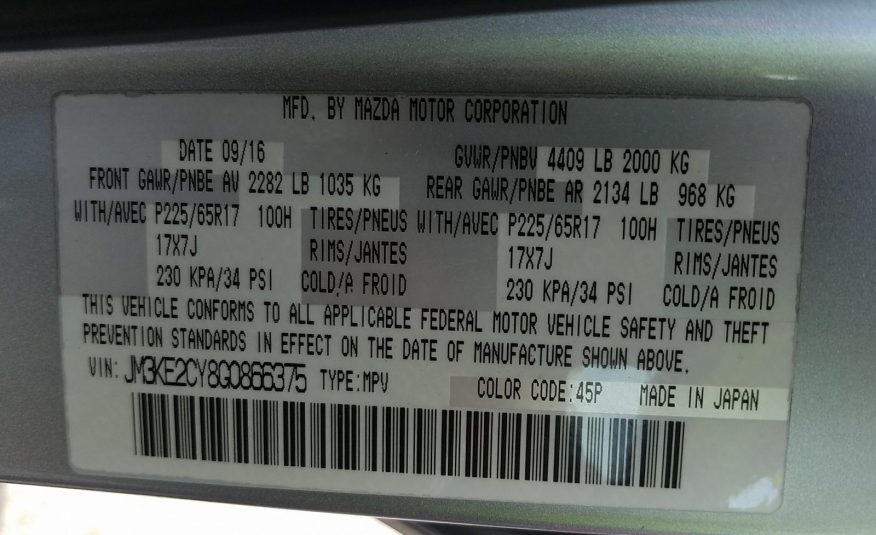 MFD. BY MAZDA MOTOR CORPORATION
DATE 09/16 GVWR/PNBV 4409 LB 2000 KG
FRONT GAWR/PNBE AV 2282 LB 1035 KG REAR GAWR/PNBE AR 2134 LB 968 KG
WITH/AVEC P225/65R17 100H TIRES/PNEUS WITH/AVEC P225/65R17 100H TIRES/PNEUS
17X7J RIMS/JANTES 17X7J RIMS/JANTES
230 KPA/34 PSI COLD/A FROID 230 KPA/34 PSI COLD/A FROID
THIS VEHICLE CONFORMS TO ALL APPLICABLE FEDERAL MOTOR VEHICLE SAFETY AND THEFT
PREVENTION STANDARDS IN EFFECT ON THE DATE OF MANUFACTURE SHOWN ABOVE.
VIN: JM3KE2CY8G0866375 TYPE:MPV COLOR CODE:45P MADE IN JAPAN